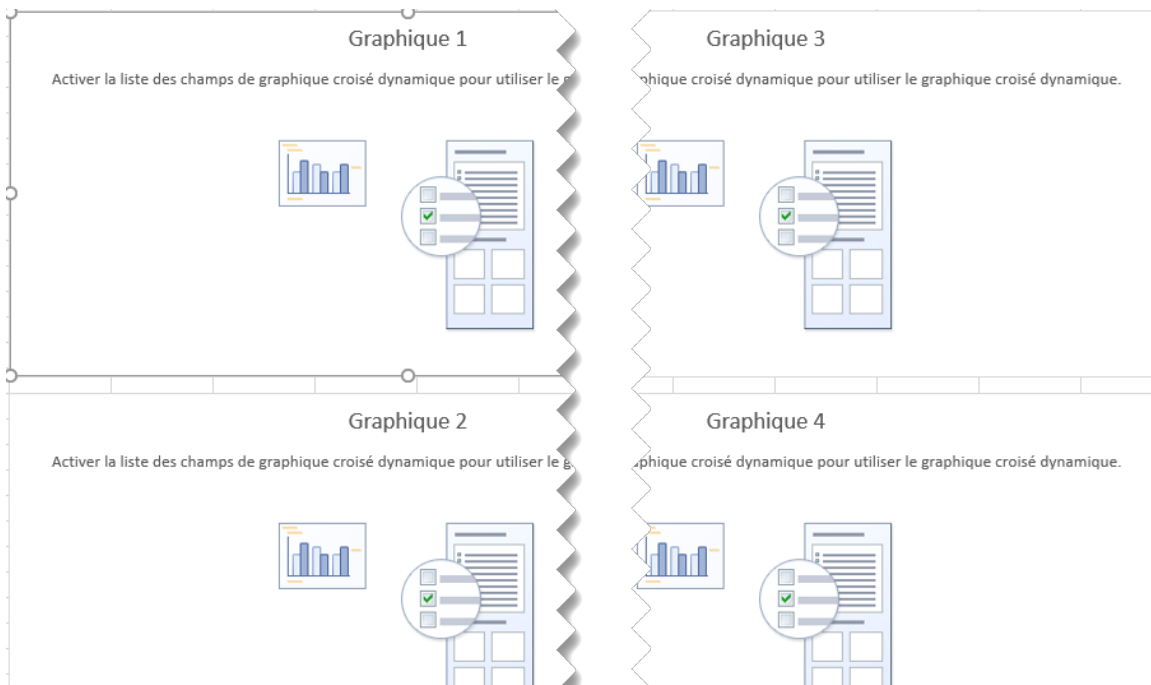 Graphique 1
Activer la liste des champs de graphique croisé dynamique pour utiliser le
Graphique 3
graphique croisé dynamique pour utiliser le graphique croisé dynamique.
Graphique 2
Activer la liste des champs de graphique croisé dynamique pour utiliser le
Graphique 4
graphique croisé dynamique pour utiliser le graphique croisé dynamique.